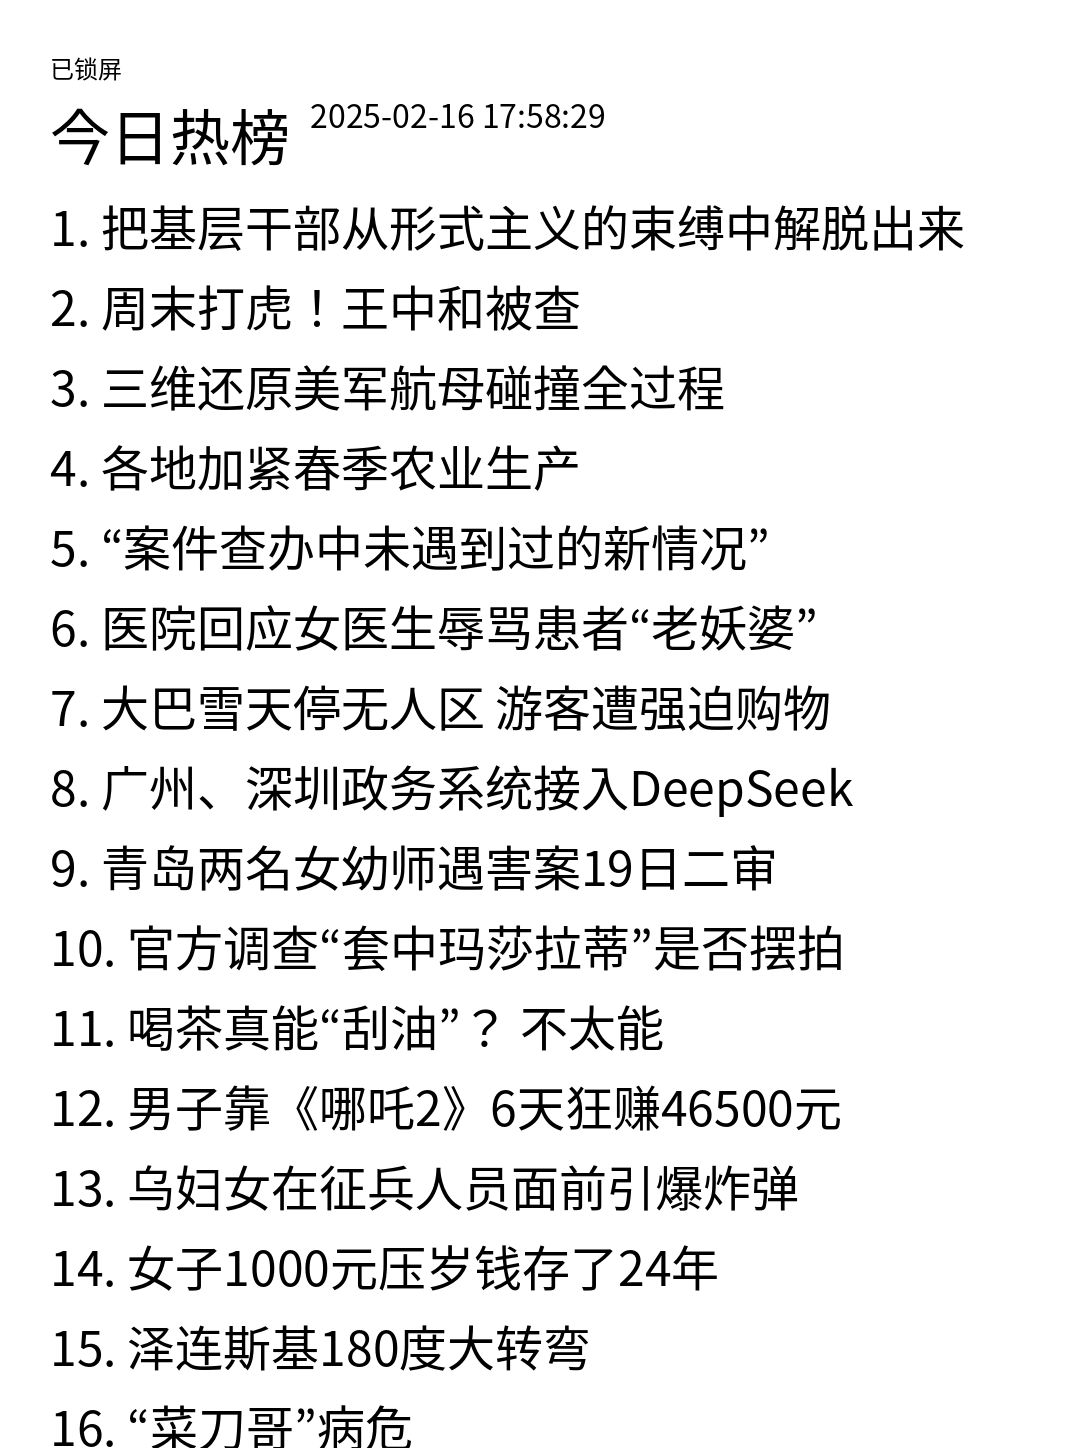 已锁屏
今日热榜 2025-02-16 17:58:29
1. 把基层干部从形式主义的束缚中解脱出来
2. 周末打虎！王中和被查
3. 三维还原美军航母碰撞全过程
4. 各地加紧春季农业生产
5. “案件查办中未遇到过的新情况”
6. 医院回应女医生辱骂患者“老妖婆”
7. 大巴雪天停无人区 游客遭强迫购物
8. 广州、深圳政务系统接入DeepSeek
9. 青岛两名女幼师遇害案19日二审
10. 官方调查“套中玛莎拉蒂”是否摆拍
11. 喝茶真能“刮油”？ 不太能
12. 男子靠《哪吒2》6天狂赚46500元
13. 乌妇女在征兵人员面前引爆炸弹
14. 女子1000元压岁钱存了24年
15. 泽连斯基180度大转弯
16. “菜刀哥”病危